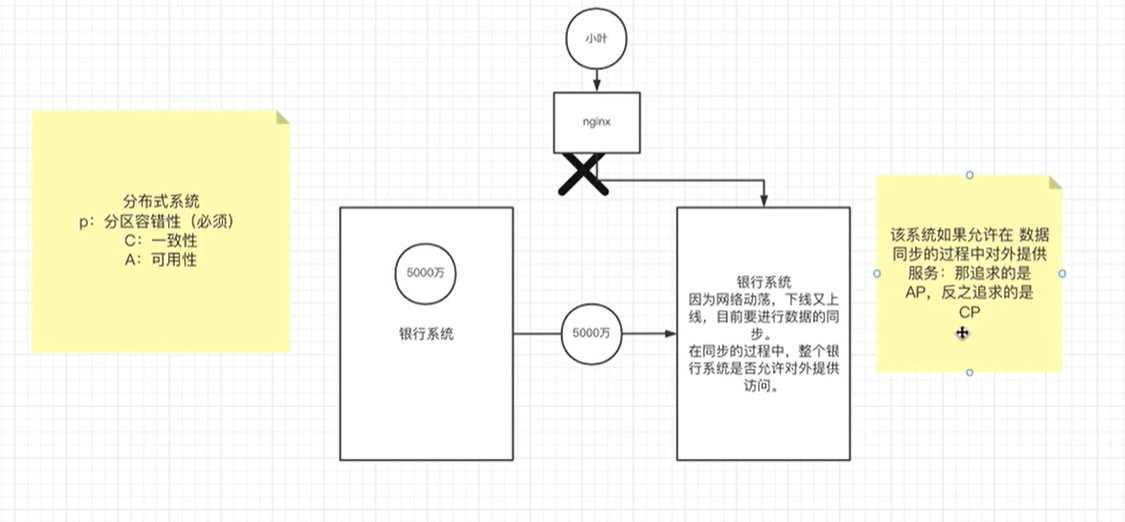 小叶
nginx
分布式系统
p：分区容错性（必须）
C：一致性
A：可用性
5000万
银行系统
5000万
银行系统
因为网络动荡，下线又上
线，目前要进行数据的同
步。
在同步的过程中，整个银
行系统是否允许对外提供
访问。
该系统如果允许在 数据
同步的过程中对外提供
服务：那追求的是
AP，反之追求的是
CP